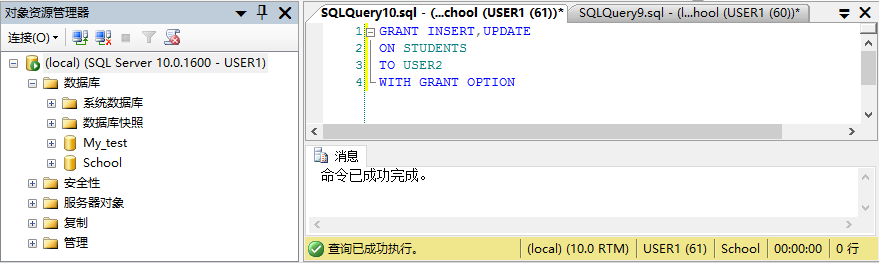 对象资源管理器
连接(O)
(local) (SQL Server 10.0.1600 - USER1)
数据库
系统数据库
数据库快照
My_test
School
安全性
服务器对象
复制
管理
SQLQuery10.sql - (...chool (USER1 (61))* SQLQuery9.sql - (l...hool (USER1 (60))*
1 GRANT INSERT,UPDATE
2 ON STUDENTS
3 TO USER2
4 WITH GRANT OPTION
消息
命令已成功完成。
查询已成功执行。 (local) (10.0 RTM) USER1 (61) School 00:00:00 0 行